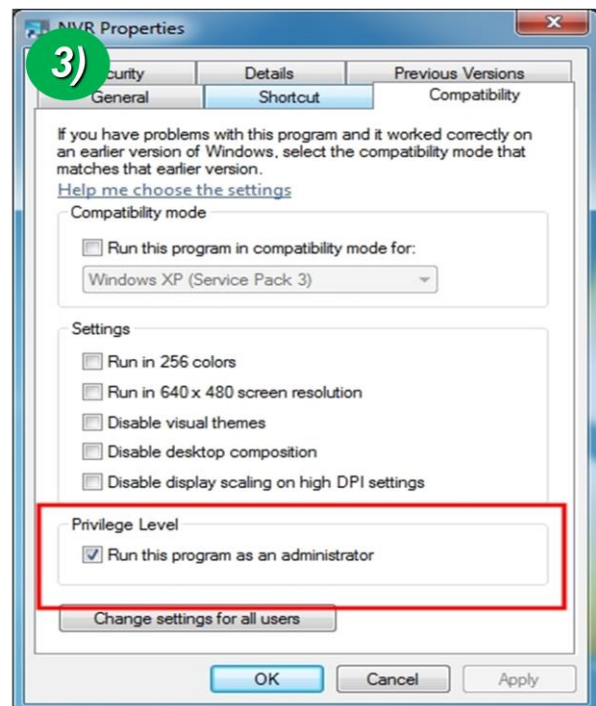 NVR Properties
3)
curity
Details
Previous Versions
General
Shortcut
Compatibility
If you have problems with this program and it worked correctly on
an earlier version of Windows, select the compatibility mode that
matches that earlier version.
Help me choose the settings
Compatibility mode
Run this program in compatibility mode for:
Windows XP (Service Pack 3)
Settings
Run in 256 colors
Run in 640 x 480 screen resolution
Disable visual themes
Disable desktop composition
Disable display scaling on high DPI settings
Privilege Level
Run this program as an administrator
Change settings for all users
OK
Cancel
Apply